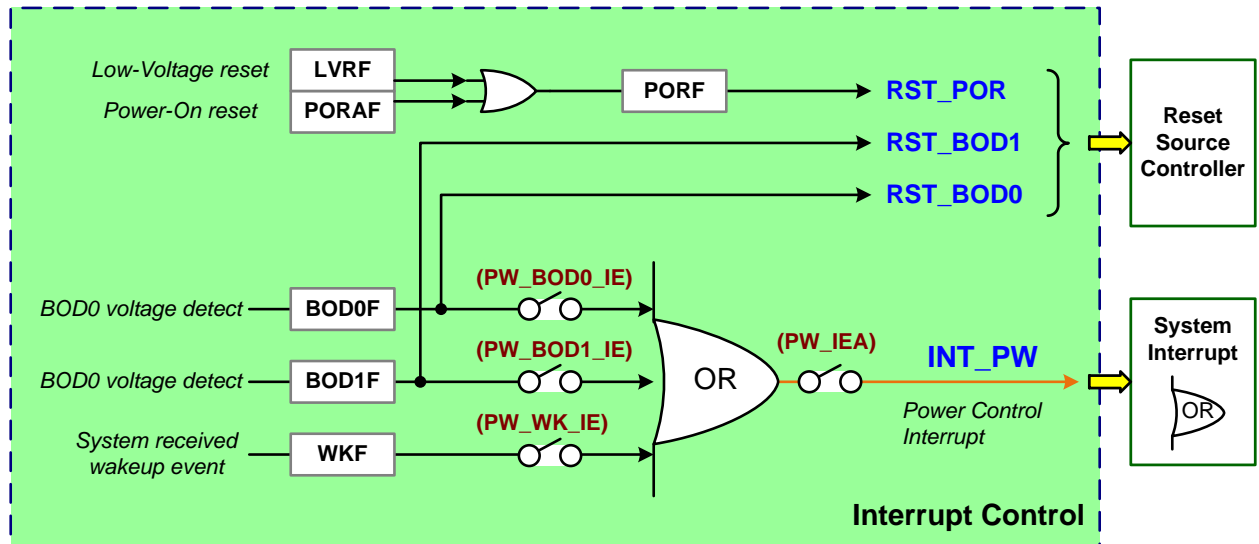 Low-Voltage reset
LVRF
Power-On reset
PORAF
PORF
RST_POR
RST_BOD1
RST_BOD0
Reset
Source
Controller
(PW_BOD0_IE)
BOD0 voltage detect
BOD0F
(PW_BOD1_IE)
BOD0 voltage detect
BOD1F
(PW_WK_IE)
System received
wakeup event
WKF
OR
(PW_IEA)
INT_PW
Power Control
Interrupt
System
Interrupt
OR
Interrupt Control